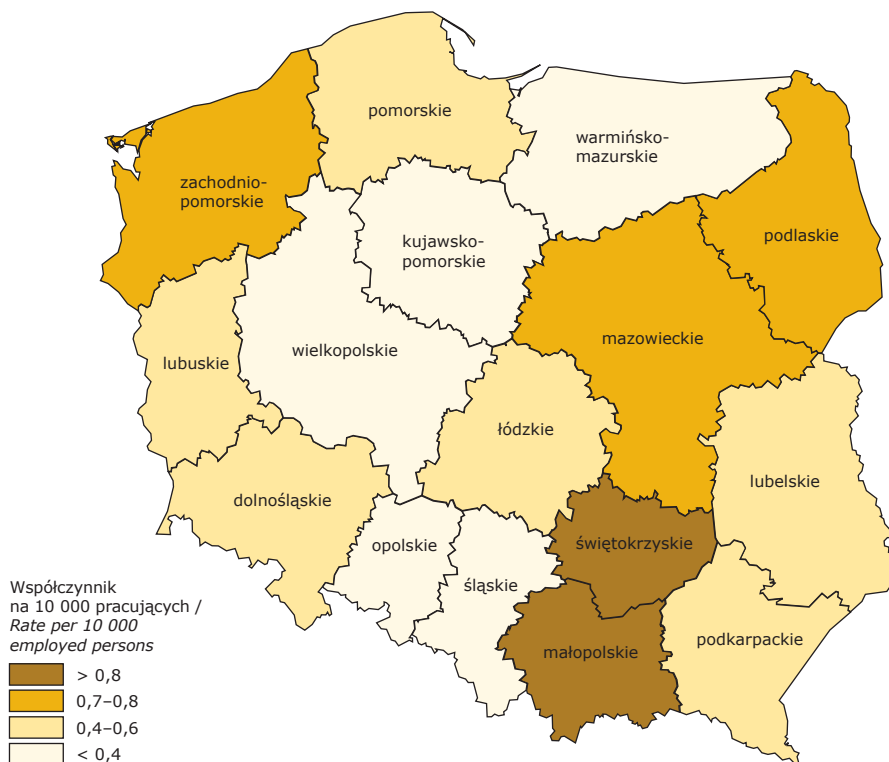 pomorskie
warmińsko-
mazurskie
zachodnio-
pomorskie
podlaskie
kujawsko-
pomorskie
mazowieckie
wielkopolskie
lubuskie
łódzkie
lubelskie
dolnośląskie
opolskie
świętokrzyskie
śląskie
podkarpackie
małopolskie
Współczynnik
na 10 000 pracujących /
Rate per 10 000
employed persons
> 0,8
0,7–0,8
0,4–0,6
< 0,4